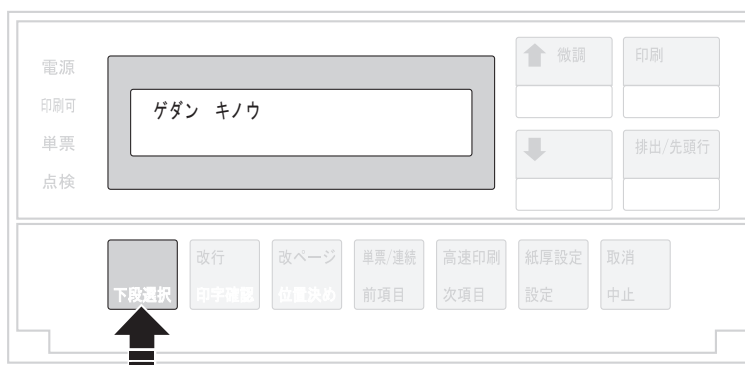 電源
印刷可
単票
点検
ゲダン キノウ
微調
印刷
排出/先頭行
下段選択
改行
印字確認
改ページ
位置決め
単票/連続
前項目
高速印刷
次項目
紙厚設定
設定
取消
中止